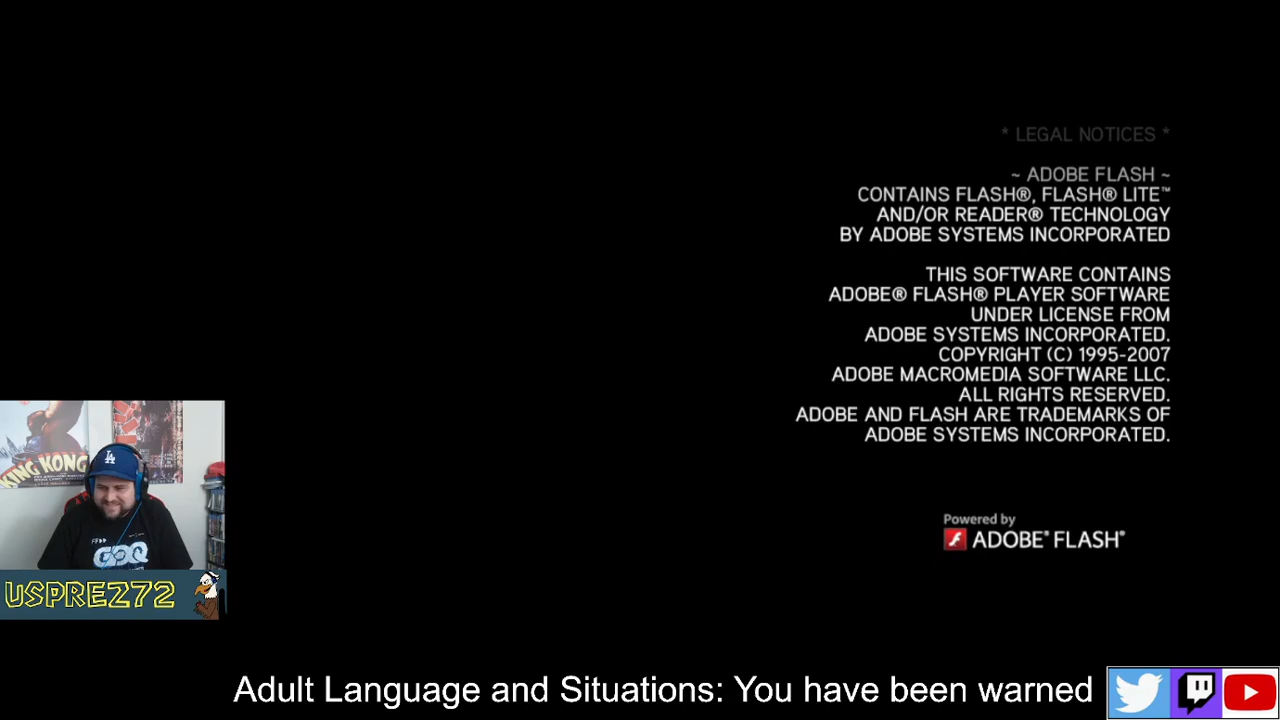 * LEGAL NOTICES *
~ ADOBE FLASH ~
CONTAINS FLASH®, FLASH® LITE™
AND/OR READER® TECHNOLOGY
BY ADOBE SYSTEMS INCORPORATED
THIS SOFTWARE CONTAINS
ADOBE® FLASH® PLAYER SOFTWARE
UNDER LICENSE FROM
ADOBE SYSTEMS INCORPORATED.
COPYRIGHT (C) 1995-2007
ADOBE MACROMEDIA SOFTWARE LLC.
ALL RIGHTS RESERVED.
ADOBE AND FLASH ARE TRADEMARKS OF
ADOBE SYSTEMS INCORPORATED.
Powered by
ADOBE® FLASH®
KING KONG
LA
GDQ
USPREZ72
Adult Language and Situations: You have been warned